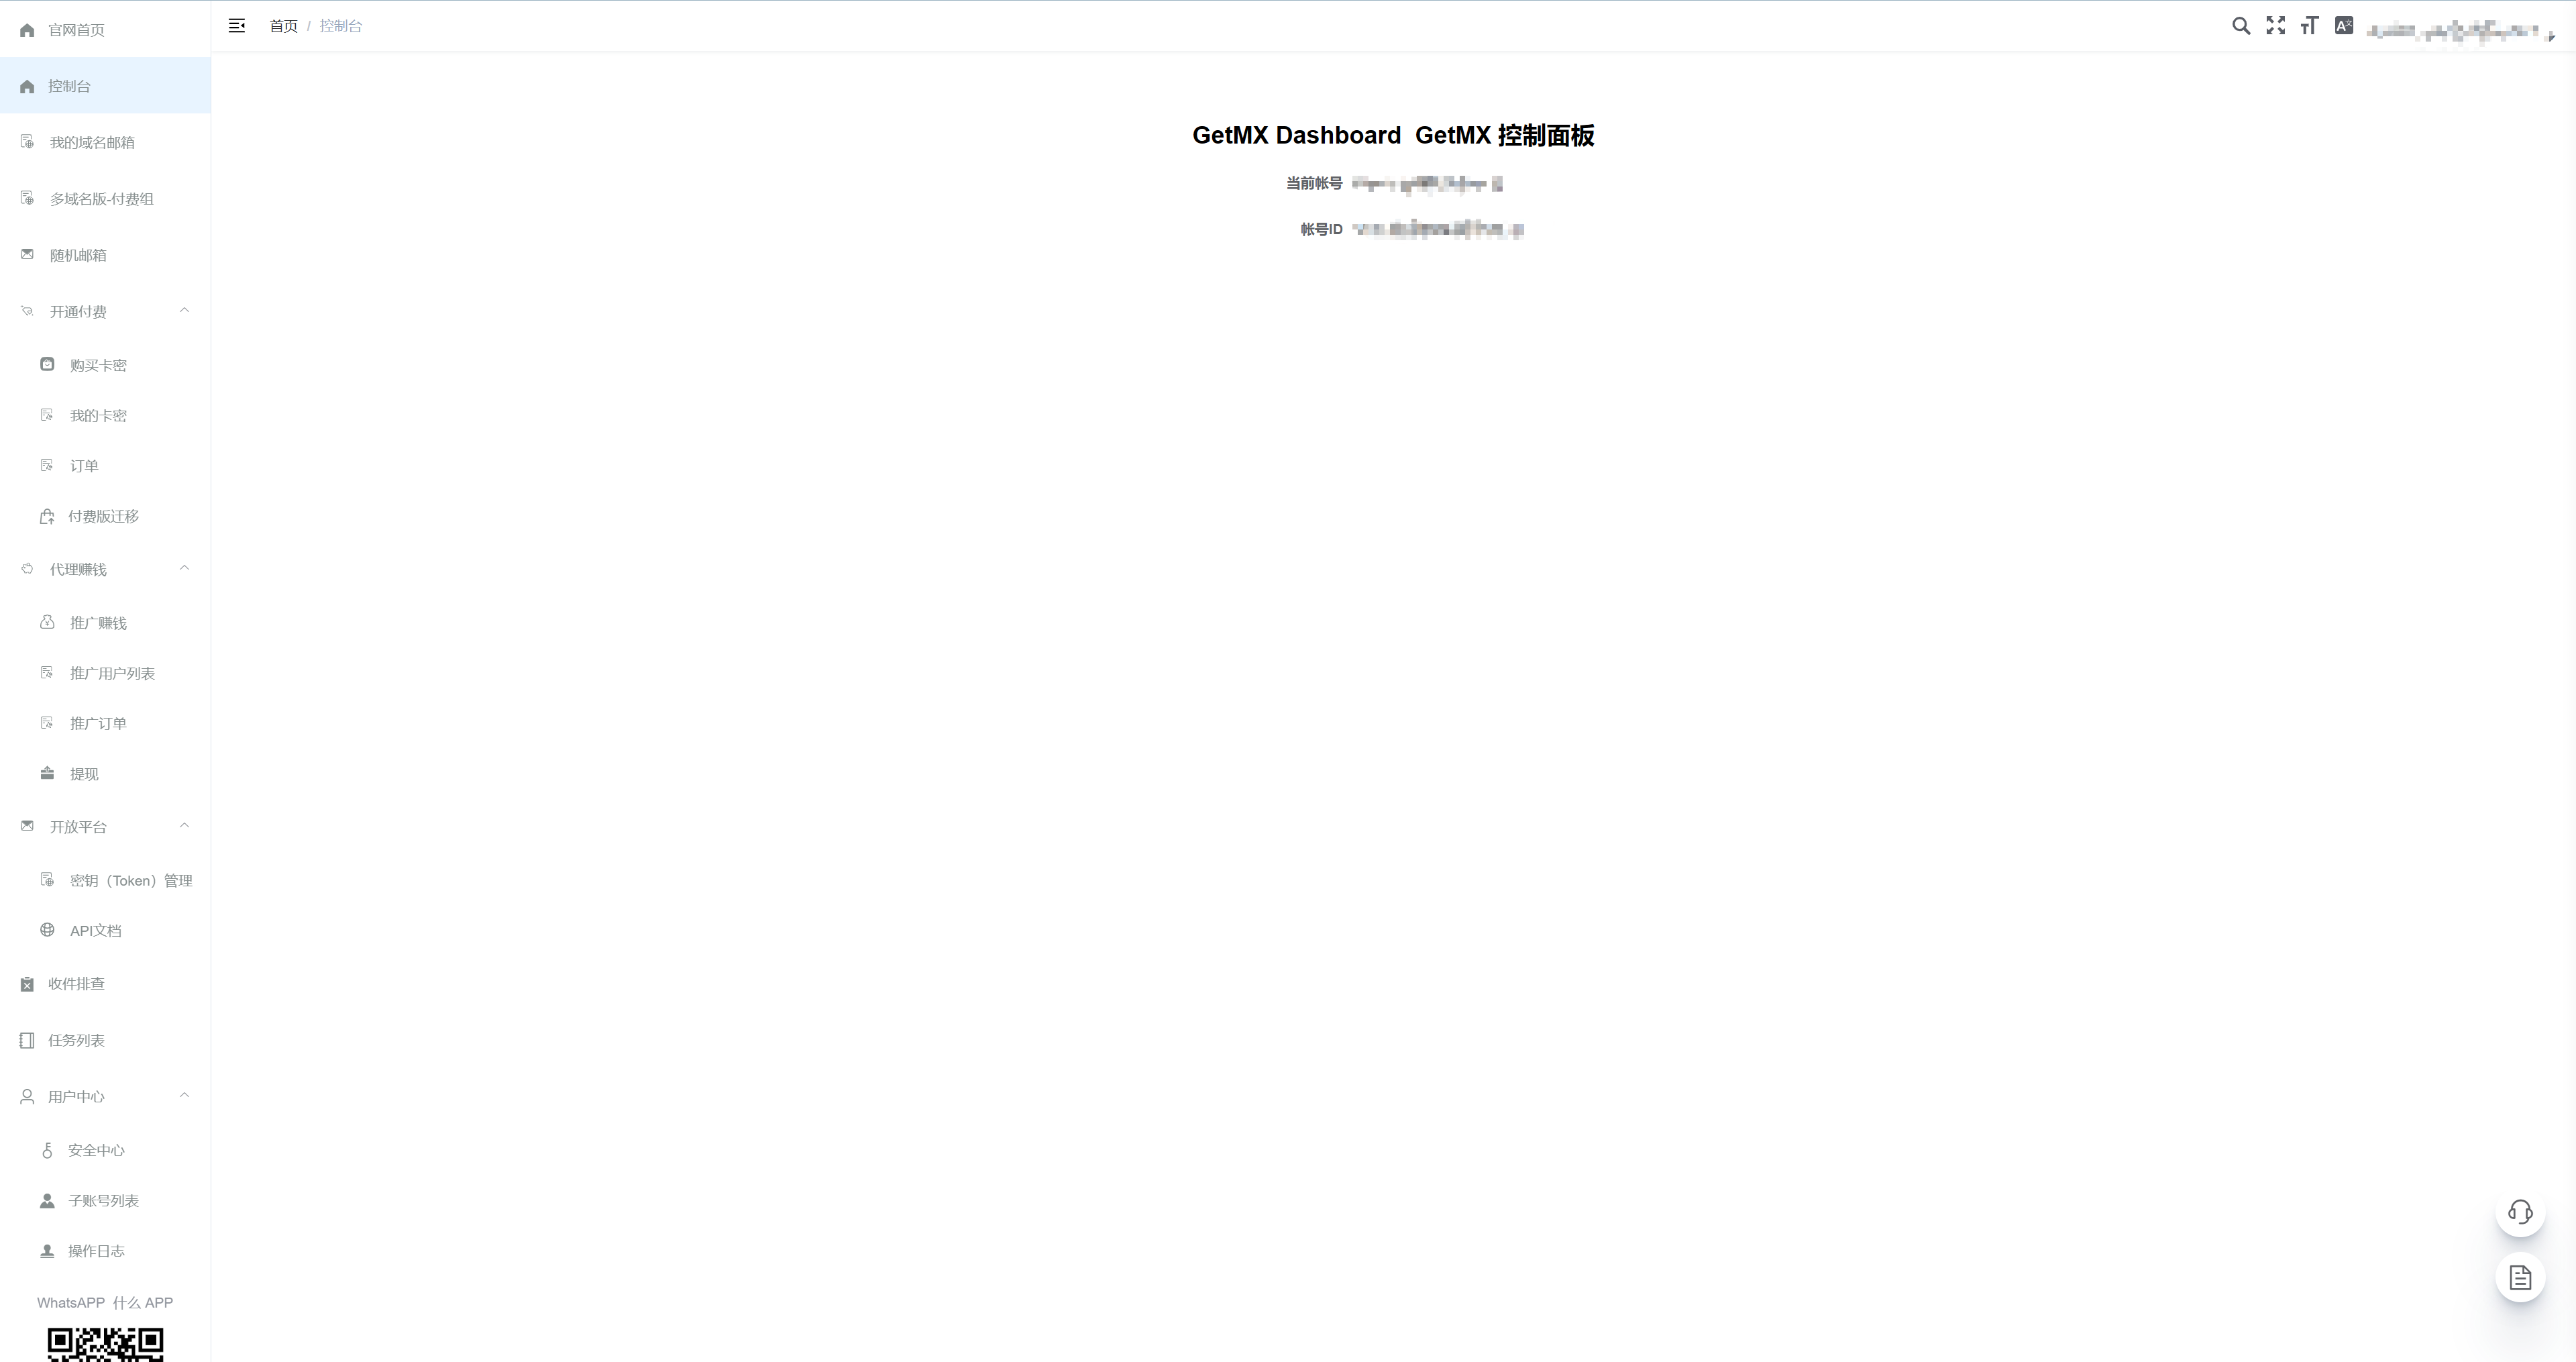 官网首页
首页 / 控制台
控制台
我的域名邮箱
多域名版-付费组
随机邮箱
开通付费
购买卡密
我的卡密
订单
付费版迁移
代理赚钱
推广赚钱
推广用户列表
推广订单
提现
开放平台
密钥（Token）管理
API文档
收件排查
任务列表
用户中心
安全中心
子账号列表
操作日志
WhatsAPP 什么 APP
GetMX Dashboard GetMX 控制面板
当前帐号
帐号ID